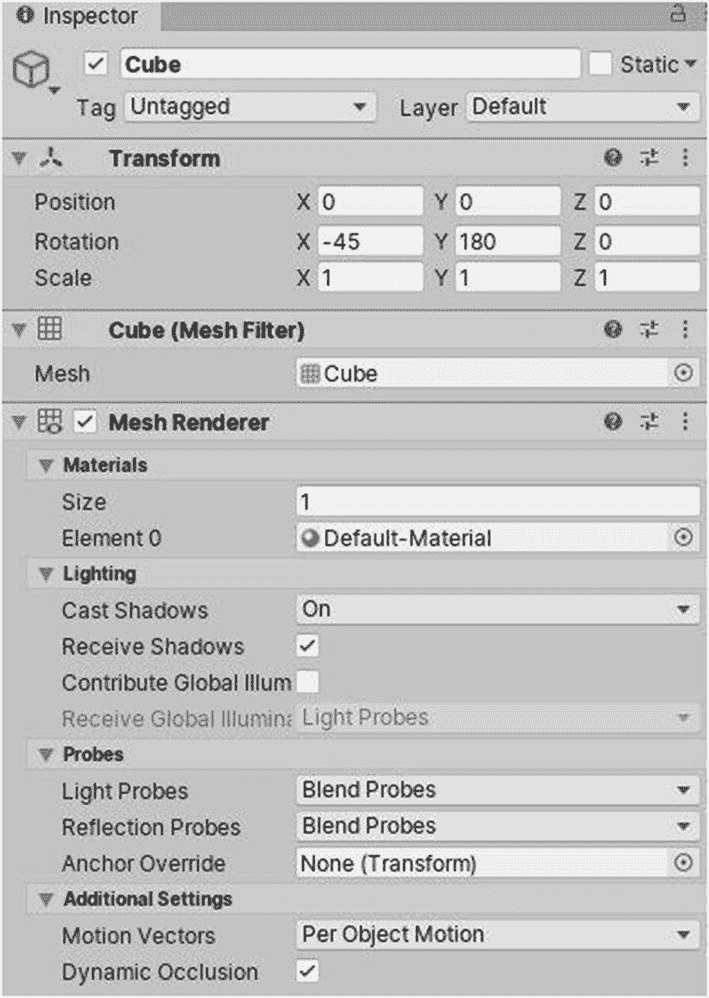 Inspector
Cube Static
Tag Untagged Layer Default
Transform
Position X 0 Y 0 Z 0
Rotation X -45 Y 180 Z 0
Scale X 1 Y 1 Z 1
Cube (Mesh Filter)
Mesh Cube
Mesh Renderer
Materials
Size 1
Element 0 Default-Material
Lighting
Cast Shadows On
Receive Shadows
Contribute Global Illum
Receive Global Illumina Light Probes
Probes
Light Probes Blend Probes
Reflection Probes Blend Probes
Anchor Override None (Transform)
Additional Settings
Motion Vectors Per Object Motion
Dynamic Occlusion